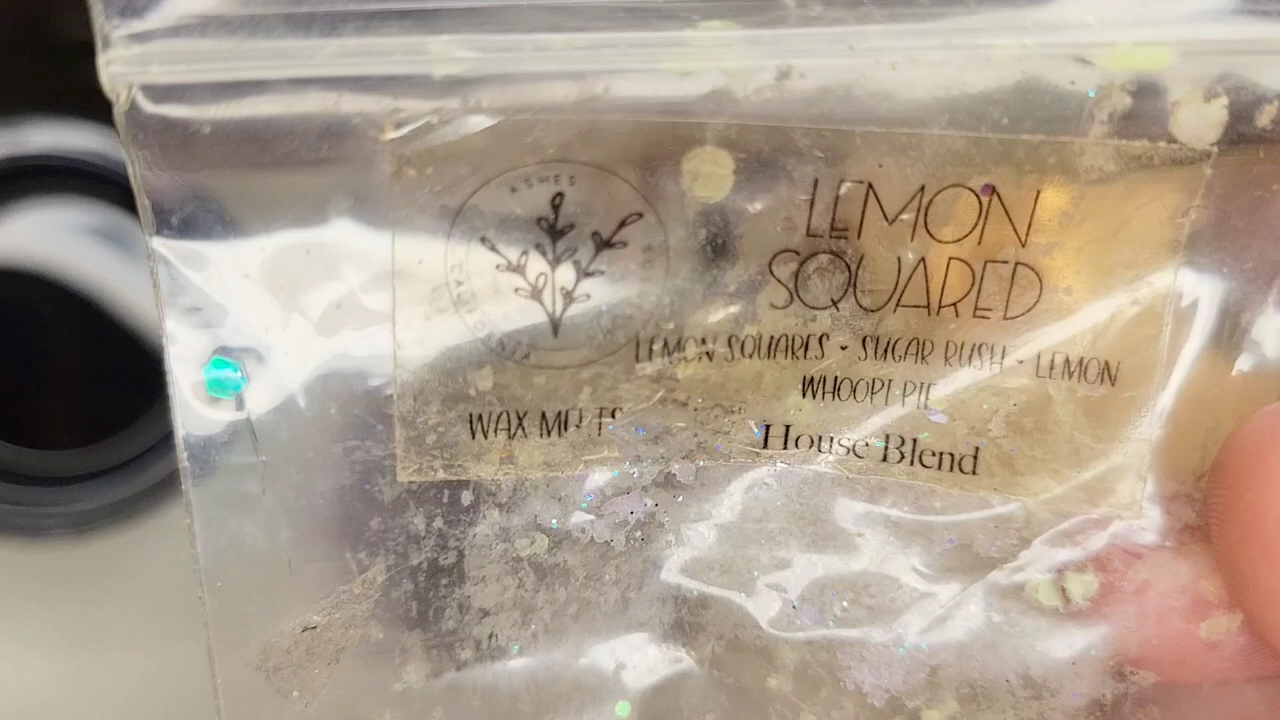 ASHES
LEMON
SQUARED
LEMON SQUARES - SUGAR RUSH - LEMON
WHOOPI PIE
WAX MELTS
House Blend